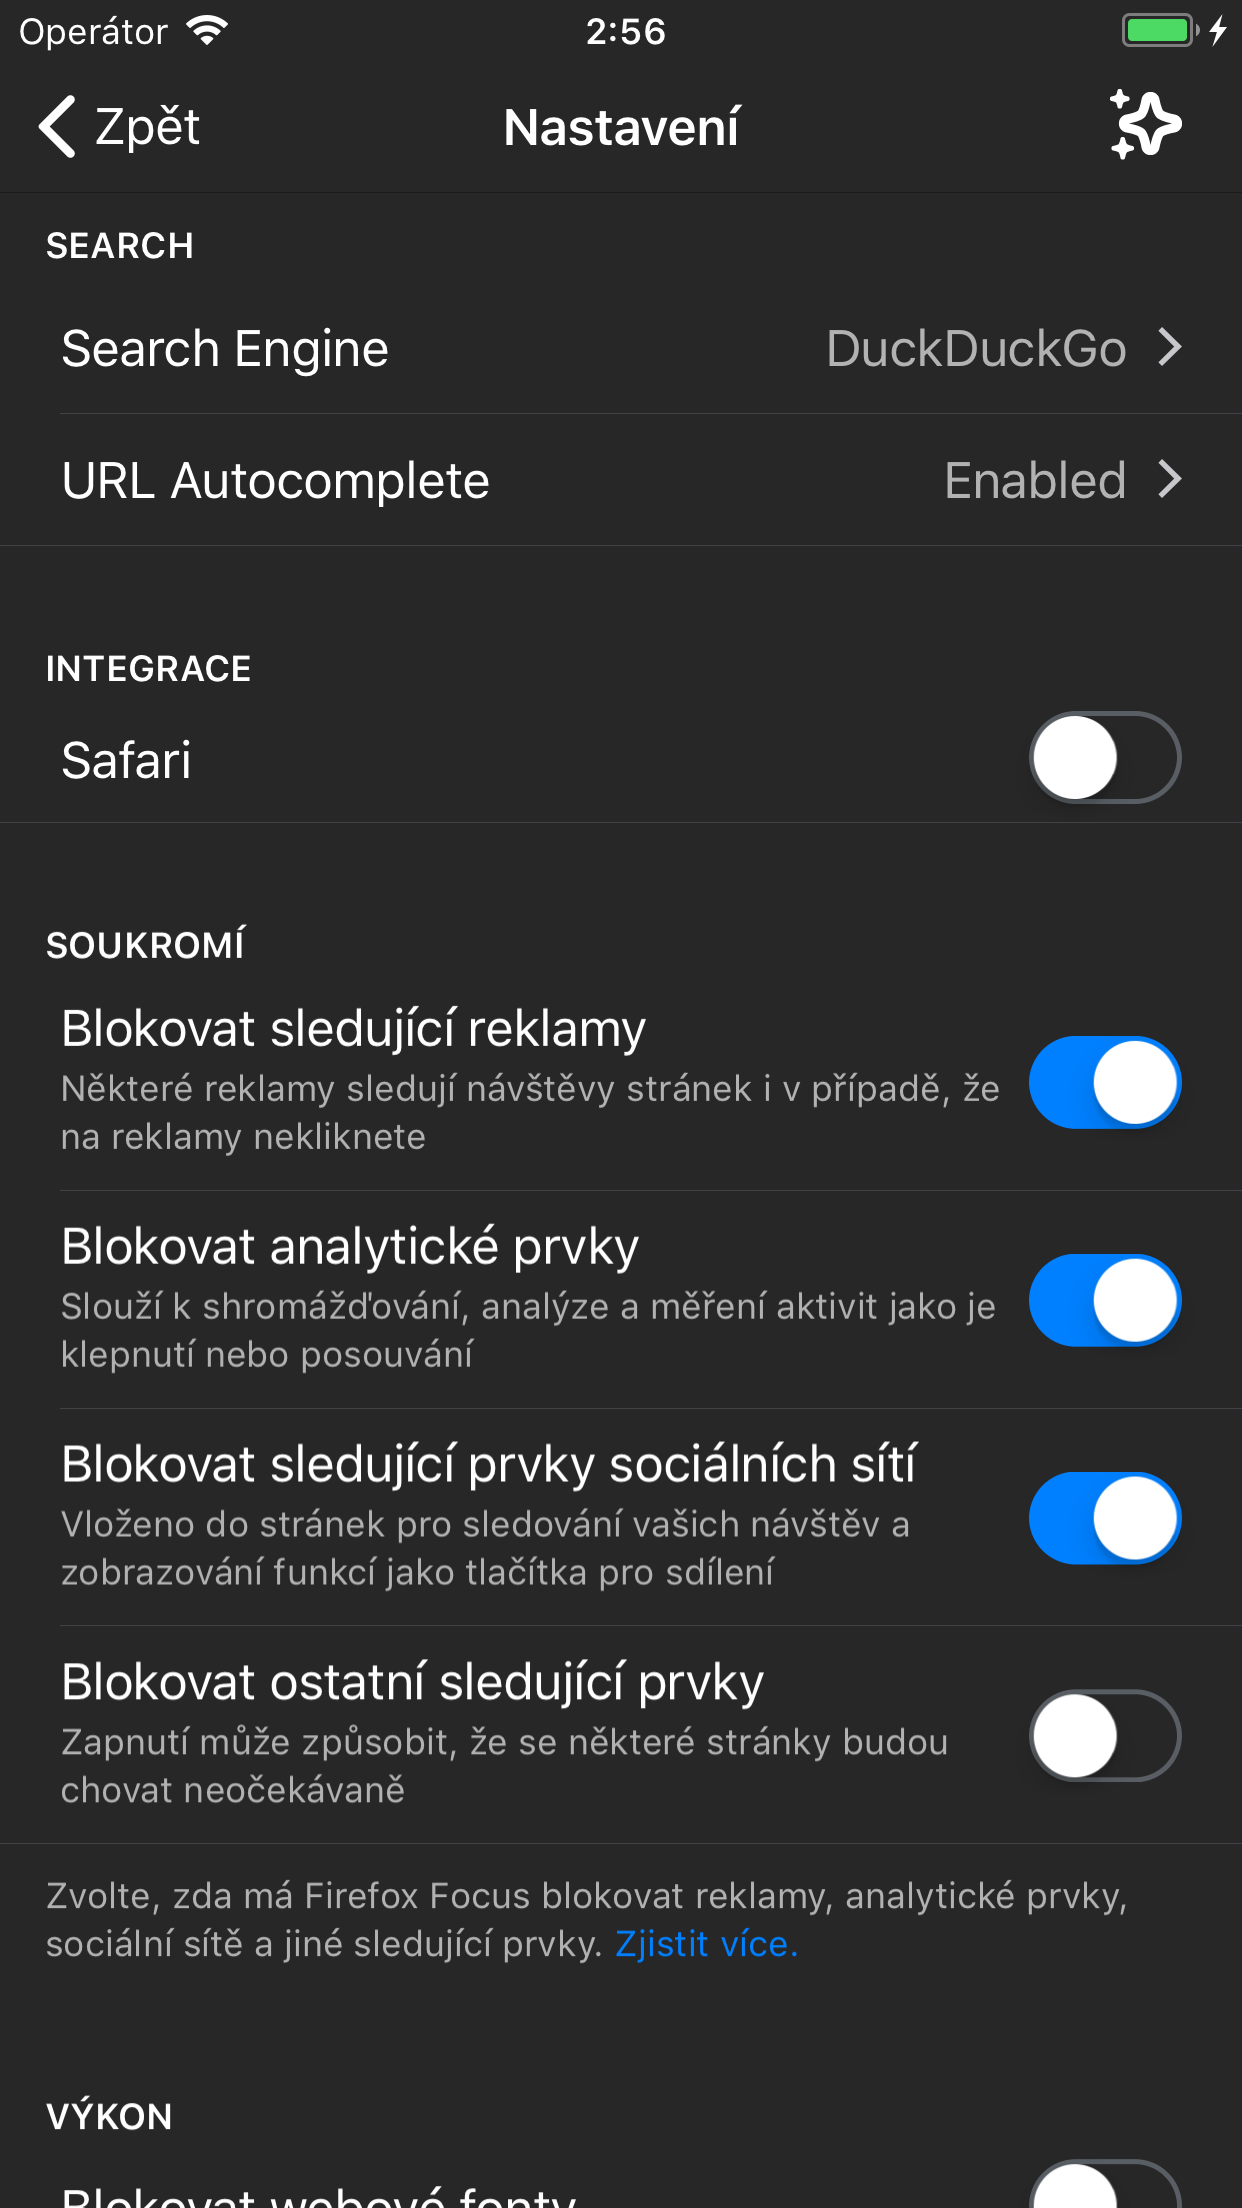 Operátor
2:56
Zpět
Nastavení
SEARCH
Search Engine
DuckDuckGo
URL Autocomplete
Enabled
INTEGRACE
Safari
SOUKROMÍ
Blokovat sledující reklamy
Některé reklamy sledují návštěvy stránek i v případě, že
na reklamy nekliknete
Blokovat analytické prvky
Slouží k shromážďování, analýze a měření aktivit jako je
klepnutí nebo posouvání
Blokovat sledující prvky sociálních sítí
Vloženo do stránek pro sledování vašich návštěv a
zobrazování funkcí jako tlačítka pro sdílení
Blokovat ostatní sledující prvky
Zapnutí může způsobit, že se některé stránky budou
chovat neočekávaně
Zvolte, zda má Firefox Focus blokovat reklamy, analytické prvky,
sociální sítě a jiné sledující prvky. Zjistit více.
VÝKON
Blokovat webové fonty